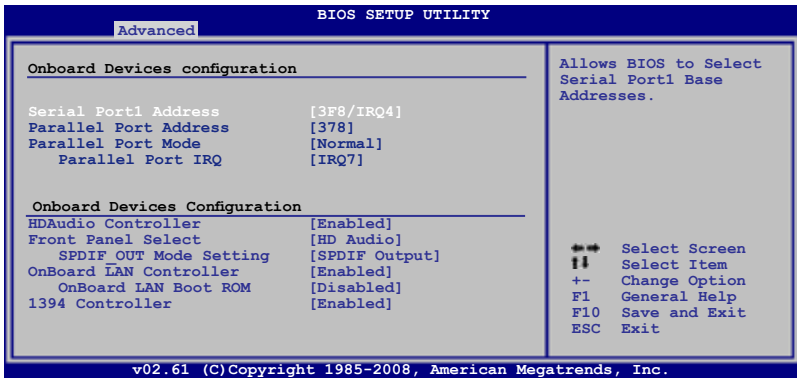 BIOS SETUP UTILITY
Advanced
Onboard Devices configuration
Serial Port1 Address [3F8/IRQ4]
Parallel Port Address [378]
Parallel Port Mode [Normal]
Parallel Port IRQ [IRQ7]
Onboard Devices Configuration
HDAudio Controller [Enabled]
Front Panel Select [HD Audio]
SPDIF_OUT Mode Setting [SPDIF Output]
OnBoard LAN Controller [Enabled]
OnBoard LAN Boot ROM [Disabled]
1394 Controller [Enabled]
Allows BIOS to Select
Serial Port1 Base
Addresses.
Select Screen
Select Item
+- Change Option
F1 General Help
F10 Save and Exit
ESC Exit
v02.61 (C)Copyright 1985-2008, American Megatrends, Inc.